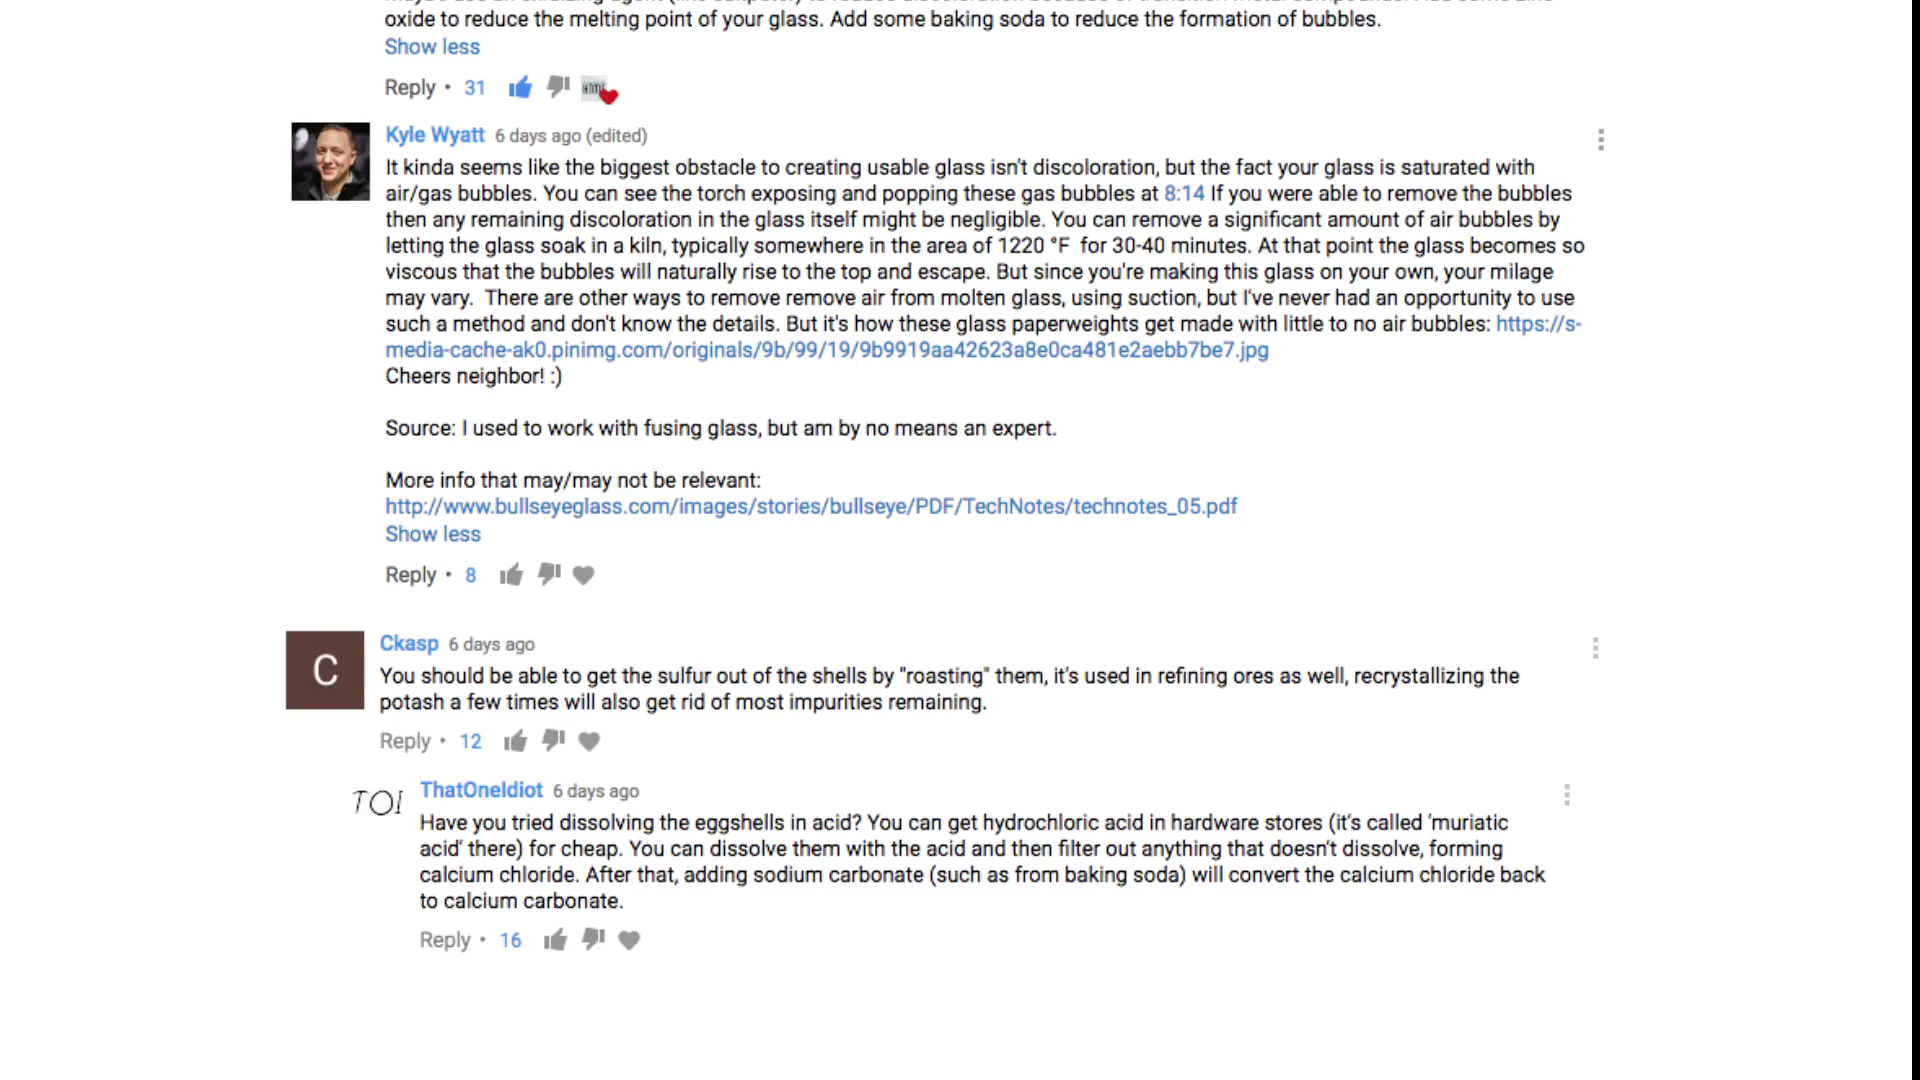 oxide to reduce the melting point of your glass. Add some baking soda to reduce the formation of bubbles.
Show less
Reply • 31
Kyle Wyatt 6 days ago (edited)
It kinda seems like the biggest obstacle to creating usable glass isn't discoloration, but the fact your glass is saturated with
air/gas bubbles. You can see the torch exposing and popping these gas bubbles at 8:14 If you were able to remove the bubbles
then any remaining discoloration in the glass itself might be negligible. You can remove a significant amount of air bubbles by
letting the glass soak in a kiln, typically somewhere in the area of 1220 °F for 30-40 minutes. At that point the glass becomes so
viscous that the bubbles will naturally rise to the top and escape. But since you're making this glass on your own, your milage
may vary. There are other ways to remove remove air from molten glass, using suction, but I've never had an opportunity to use
such a method and don't know the details. But it's how these glass paperweights get made with little to no air bubbles: https://s-
media-cache-ak0.pinimg.com/originals/9b/99/19/9b9919aa42623a8e0ca481e2aebb7be7.jpg
Cheers neighbor! :)
Source: I used to work with fusing glass, but am by no means an expert.
More info that may/may not be relevant:
http://www.bullseyeglass.com/images/stories/bullseye/PDF/TechNotes/technotes_05.pdf
Show less
Reply • 8
C
Ckasp 6 days ago
You should be able to get the sulfur out of the shells by "roasting" them, it's used in refining ores as well, recrystallizing the
potash a few times will also get rid of most impurities remaining.
Reply • 12
TOI
ThatOneIdiot 6 days ago
Have you tried dissolving the eggshells in acid? You can get hydrochloric acid in hardware stores (it's called 'muriatic
acid' there) for cheap. You can dissolve them with the acid and then filter out anything that doesn't dissolve, forming
calcium chloride. After that, adding sodium carbonate (such as from baking soda) will convert the calcium chloride back
to calcium carbonate.
Reply • 16